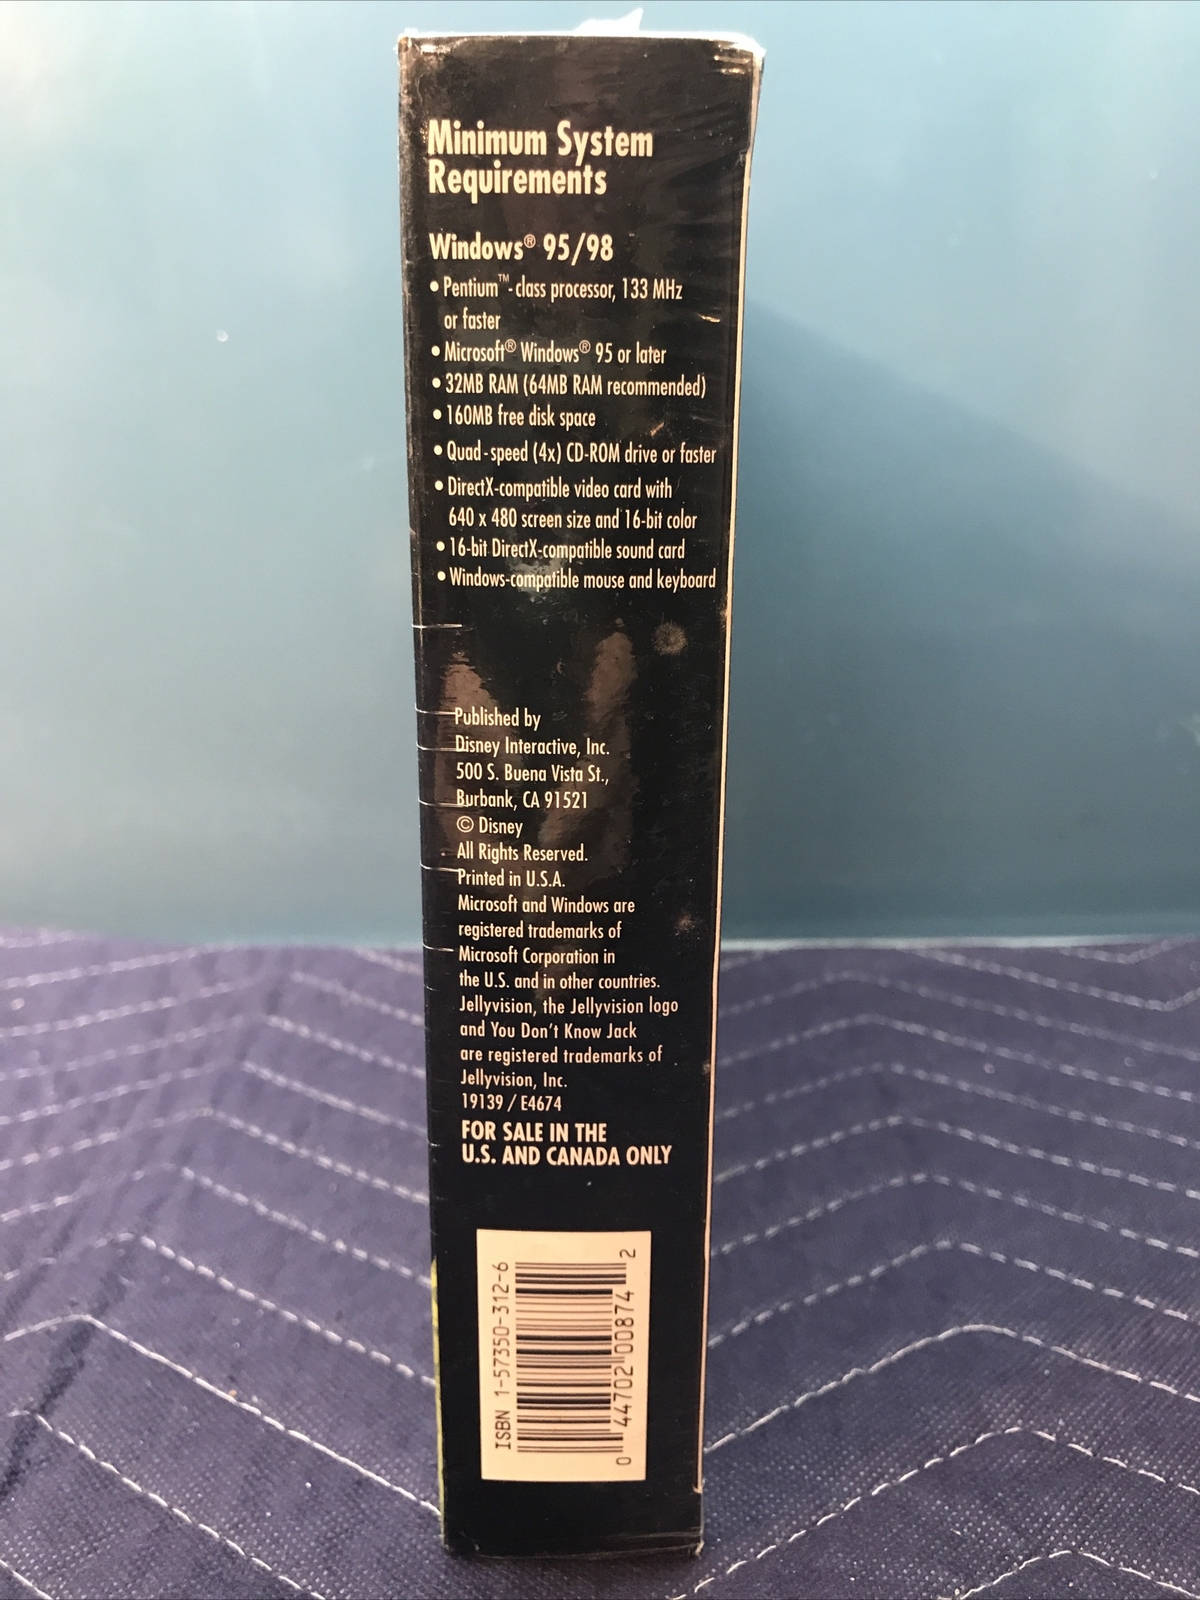 Minimum System
Requirements
Windows® 95/98
• Pentium™-class processor, 133 MHz
or faster
• Microsoft® Windows® 95 or later
• 32MB RAM (64MB RAM recommended)
• 160MB free disk space
• Quad-speed (4x) CD-ROM drive or faster
• DirectX-compatible video card with
640 x 480 screen size and 16-bit color
• 16-bit DirectX-compatible sound card
• Windows-compatible mouse and keyboard
Published by
Disney Interactive, Inc.
500 S. Buena Vista St.,
Burbank, CA 91521
© Disney
All Rights Reserved.
Printed in U.S.A.
Microsoft and Windows are
registered trademarks of
Microsoft Corporation in
the U.S. and in other countries.
Jellyvision, the Jellyvision logo
and You Don't Know Jack
are registered trademarks of
Jellyvision, Inc.
19139 / E4674
FOR SALE IN THE
U.S. AND CANADA ONLY
ISBN 1-57350-312-6
0 44702 00874 2